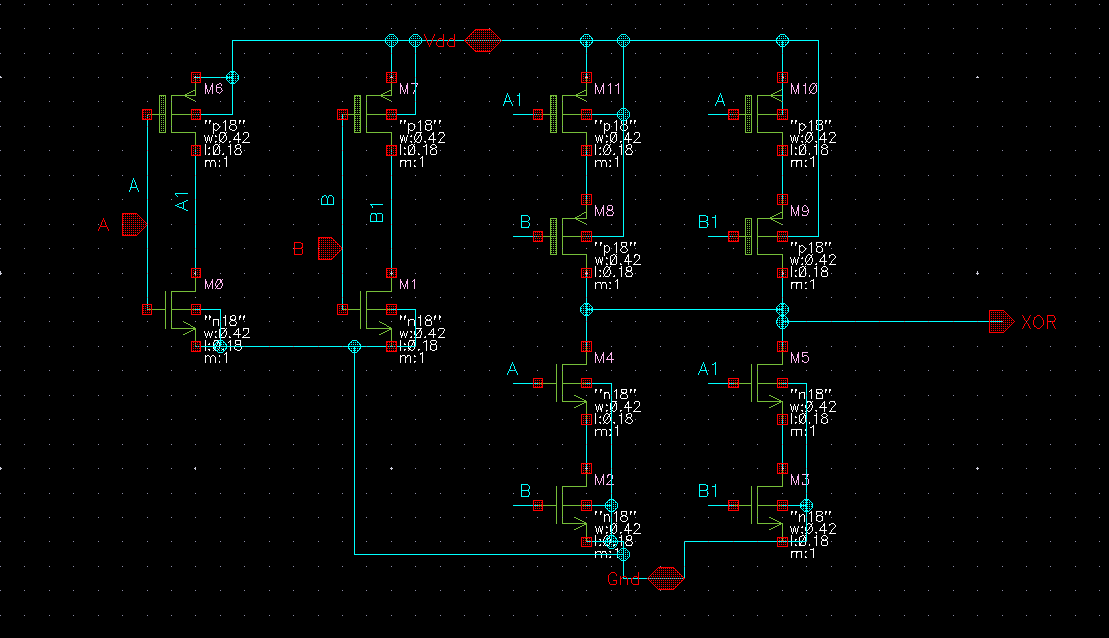 Vdd
M6
"p18"
w:0.42
l:0.18
m:1
M7
"p18"
w:0.42
l:0.18
m:1
A1
M11
"p18"
w:0.42
l:0.18
m:1
A
M10
"p18"
w:0.42
l:0.18
m:1
A
A
A1
B
B
B1
B
M8
"p18"
w:0.42
l:0.18
m:1
B1
M9
"p18"
w:0.42
l:0.18
m:1
M0
"n18"
w:0.42
l:0.18
m:1
M1
"n18"
w:0.42
l:0.18
m:1
XOR
A
M4
"n18"
w:0.42
l:0.18
m:1
A1
M5
"n18"
w:0.42
l:0.18
m:1
B
M2
"n18"
w:0.42
l:0.18
m:1
B1
M3
"n18"
w:0.42
l:0.18
m:1
Gnd